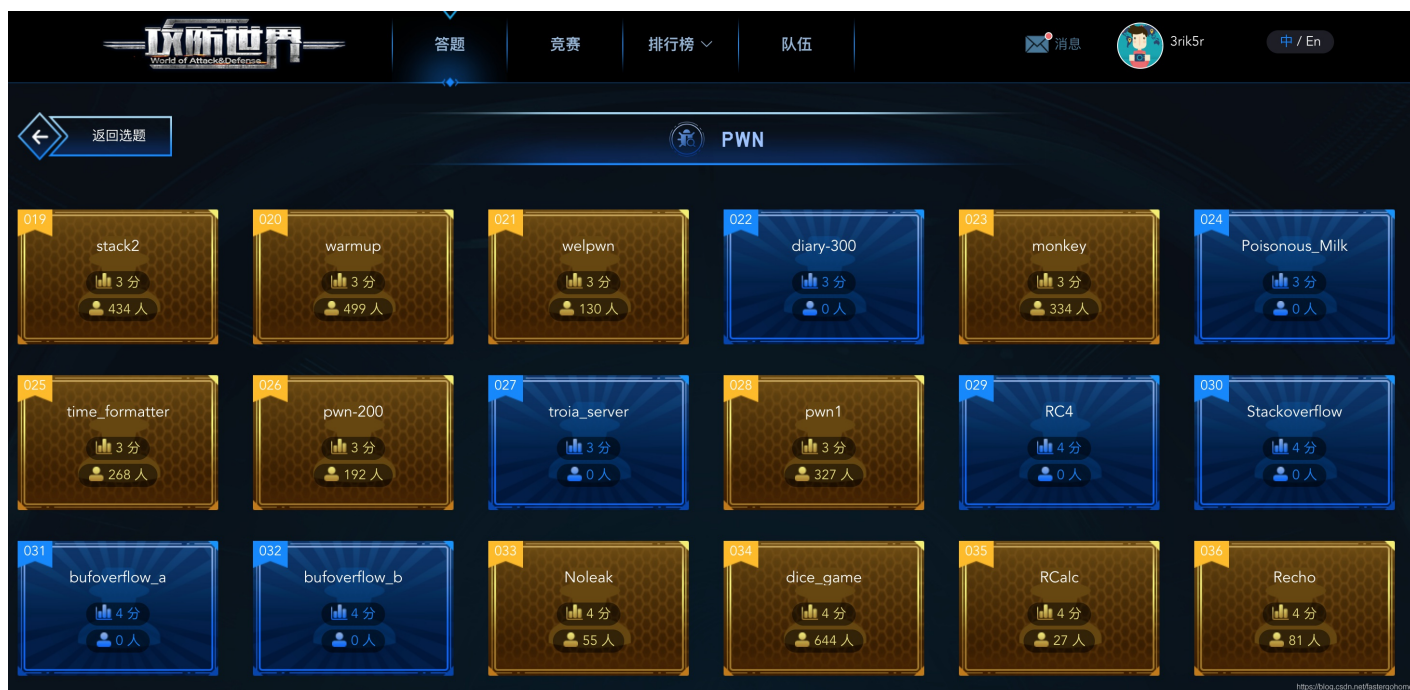 攻防世界
World of Attack&Defense
答题
竞赛
排行榜
队伍
消息
3rik5r
中 / En
返回选题
PWN
019
stack2
3 分
434 人
020
warmup
3 分
499 人
021
welpwn
3 分
130 人
022
diary-300
3 分
0 人
023
monkey
3 分
334 人
024
Poisonous_Milk
3 分
0 人
025
time_formatter
3 分
268 人
026
pwn-200
3 分
192 人
027
troia_server
3 分
0 人
028
pwn1
3 分
327 人
029
RC4
4 分
0 人
030
Stackoverflow
4 分
0 人
031
bufoverflow_a
4 分
0 人
032
bufoverflow_b
4 分
0 人
033
Noleak
4 分
55 人
034
dice_game
4 分
644 人
035
RCalc
4 分
27 人
036
Recho
4 分
81 人
https://blog.csdn.net/fastergohome